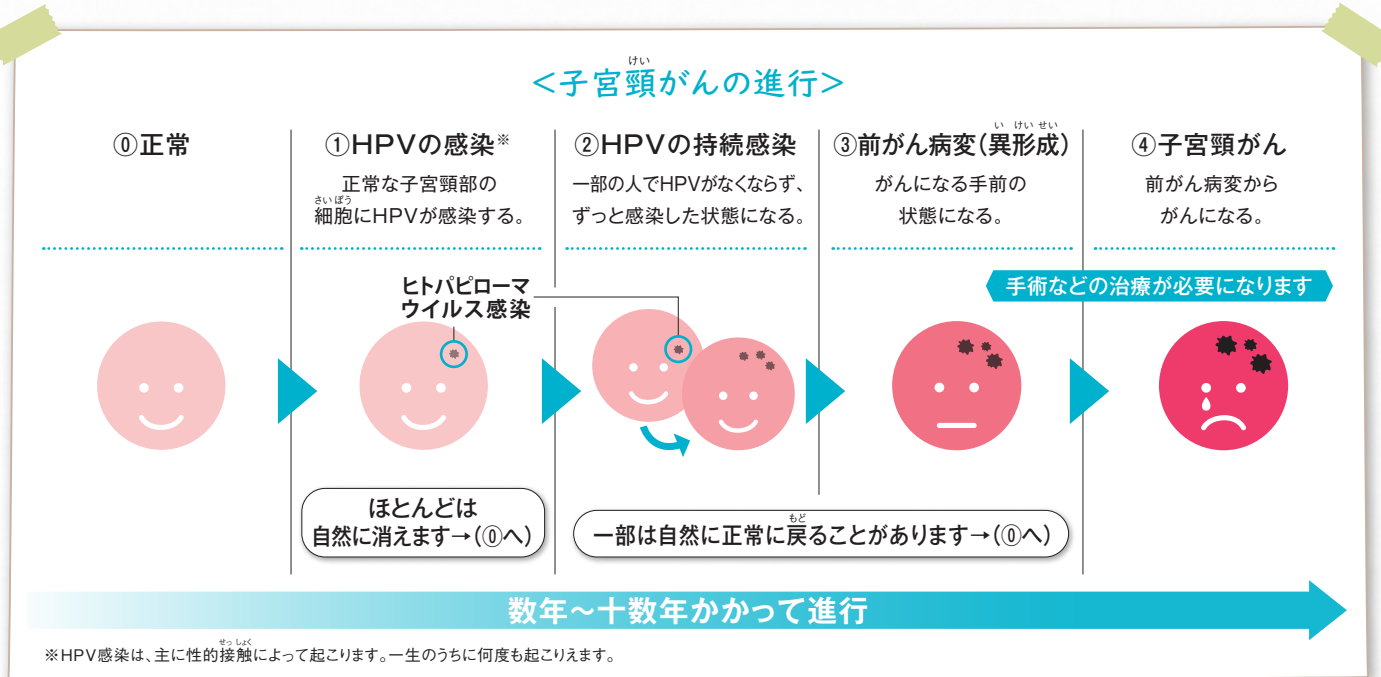 <子宮頸がんの進行>
けい
⓪正常
①HPVの感染※
正常な子宮頸部の
さいぼう
細胞にHPVが感染する。
②HPVの持続感染
一部の人でHPVがなくならず、
ずっと感染した状態になる。
い けい せい
③前がん病変(異形成)
がんになる手前の
状態になる。
④子宮頸がん
前がん病変から
がんになる。
手術などの治療が必要になります
ヒトパピローマ
ウイルス感染
ほとんどは
自然に消えます→(⓪へ)
もど
一部は自然に正常に戻ることがあります→(⓪へ)
数年～十数年かかって進行
せっしょく
※HPV感染は、主に性的接触によって起こります。一生のうちに何度も起こりえます。